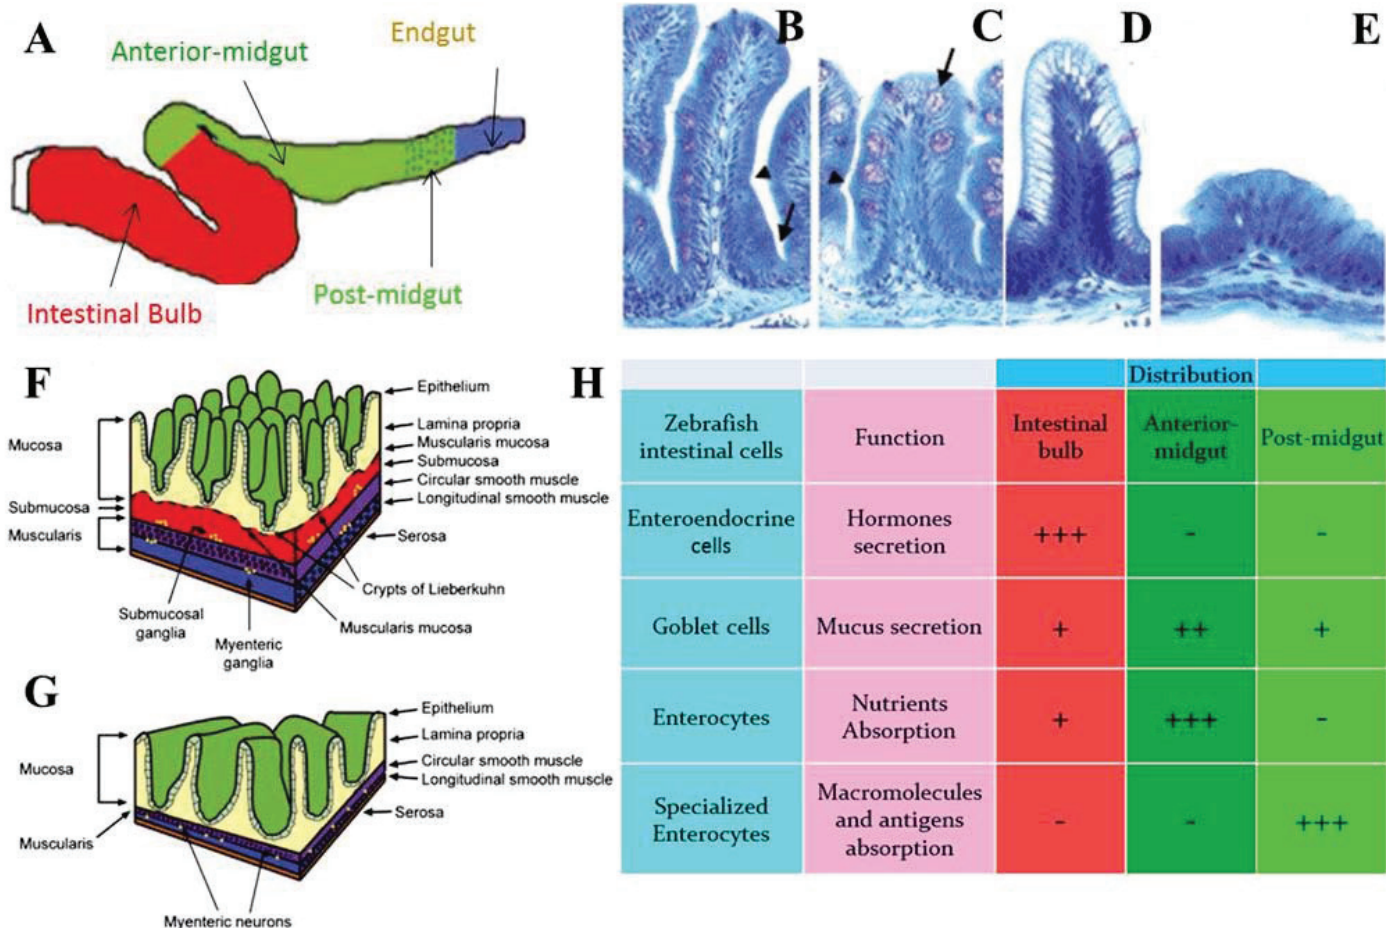 A
Endgut
Anterior-midgut
Post-midgut
Intestinal Bulb
B
C
D
E
F
Epithelium
Lamina propria
Muscularis mucosa
Submucosa
Circular smooth muscle
Longitudinal smooth muscle
Serosa
Mucosa
Submucosa
Muscularis
Submucosal
ganglia
Myenteric
ganglia
Crypts of Lieberkuhn
Muscularis mucosa
G
Epithelium
Lamina propria
Circular smooth muscle
Longitudinal smooth muscle
Serosa
Mucosa
Muscularis
Myenteric neurons
H
Distribution
Zebrafish
intestinal cells
Function
Intestinal
bulb
Anterior-
midgut
Post-midgut
Enteroendocrine
cells
Hormones
secretion
+++
-
-
Goblet cells
Mucus secretion
+
++
+
Enterocytes
Nutrients
Absorption
+
+++
-
Specialized
Enterocytes
Macromolecules
and antigens
absorption
-
-
+++